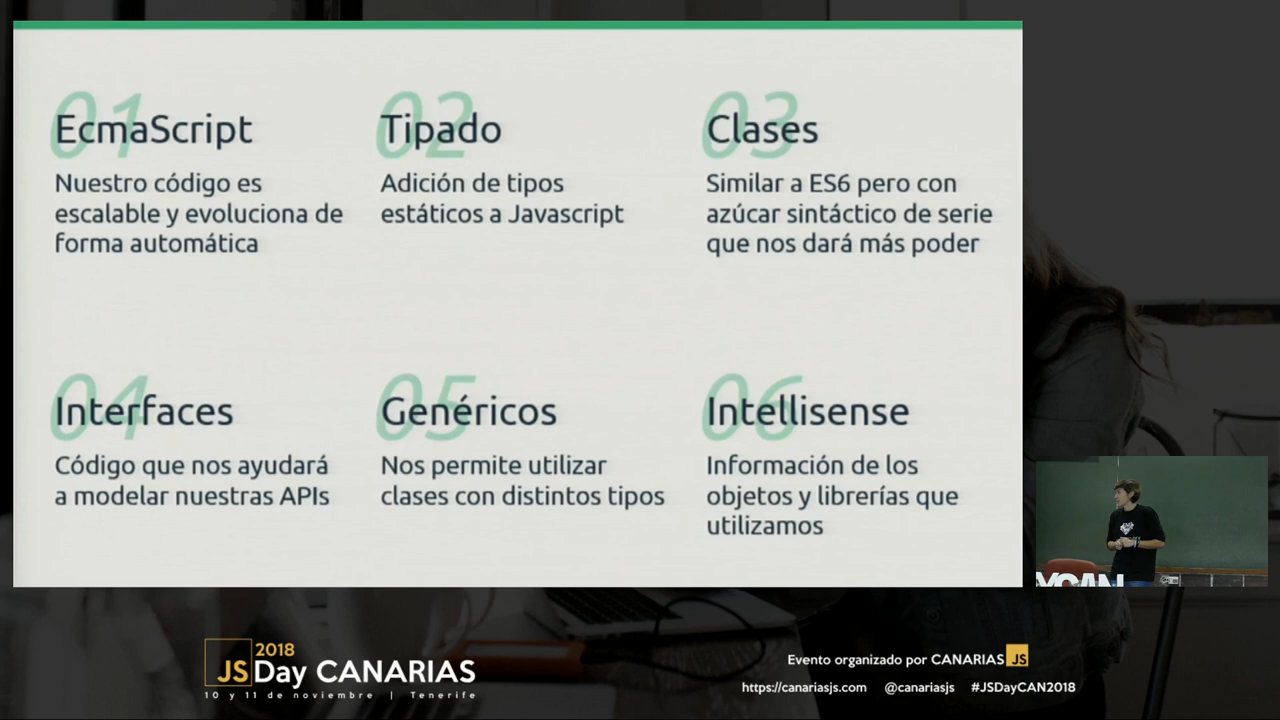 01
EcmaScript
Nuestro código es
escalable y evoluciona de
forma automática
02
Tipado
Adición de tipos
estáticos a Javascript
03
Clases
Similar a ES6 pero con
azúcar sintáctico de serie
que nos dará más poder
04
Interfaces
Código que nos ayudará
a modelar nuestras APIs
05
Genéricos
Nos permite utilizar
clases con distintos tipos
06
Intellisense
Información de los
objetos y librerías que
utilizamos
YCAN
2018
JSDay CANARIAS
10 y 11 de noviembre | Tenerife
Evento organizado por CANARIAS JS
https://canariasjs.com @canariasjs #JSDayCAN2018